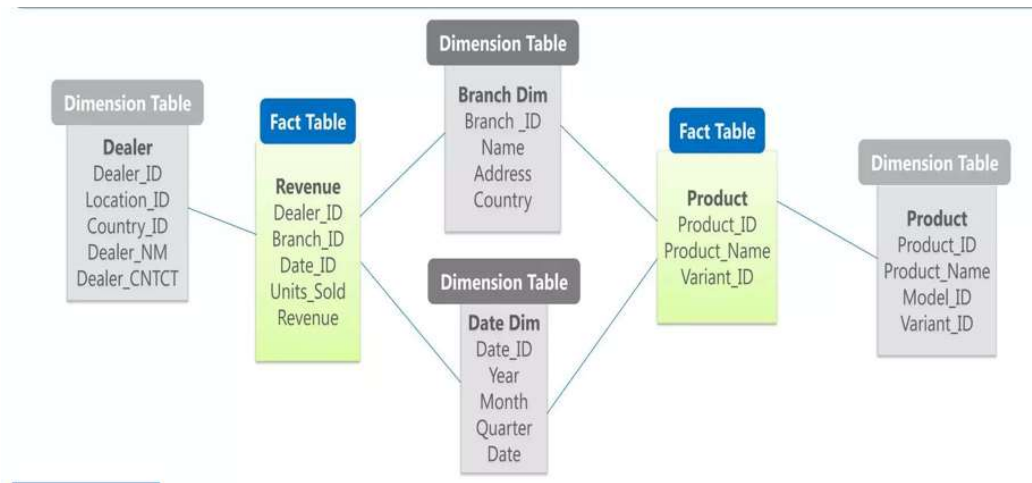 Dimension Table
Dealer
Dealer_ID
Location_ID
Country_ID
Dealer_NM
Dealer_CNTCT
Fact Table
Revenue
Dealer_ID
Branch_ID
Date_ID
Units_Sold
Revenue
Dimension Table
Branch Dim
Branch _ID
Name
Address
Country
Dimension Table
Date Dim
Date_ID
Year
Month
Quarter
Date
Fact Table
Product
Product_ID
Product_Name
Variant_ID
Dimension Table
Product
Product_ID
Product_Name
Model_ID
Variant_ID